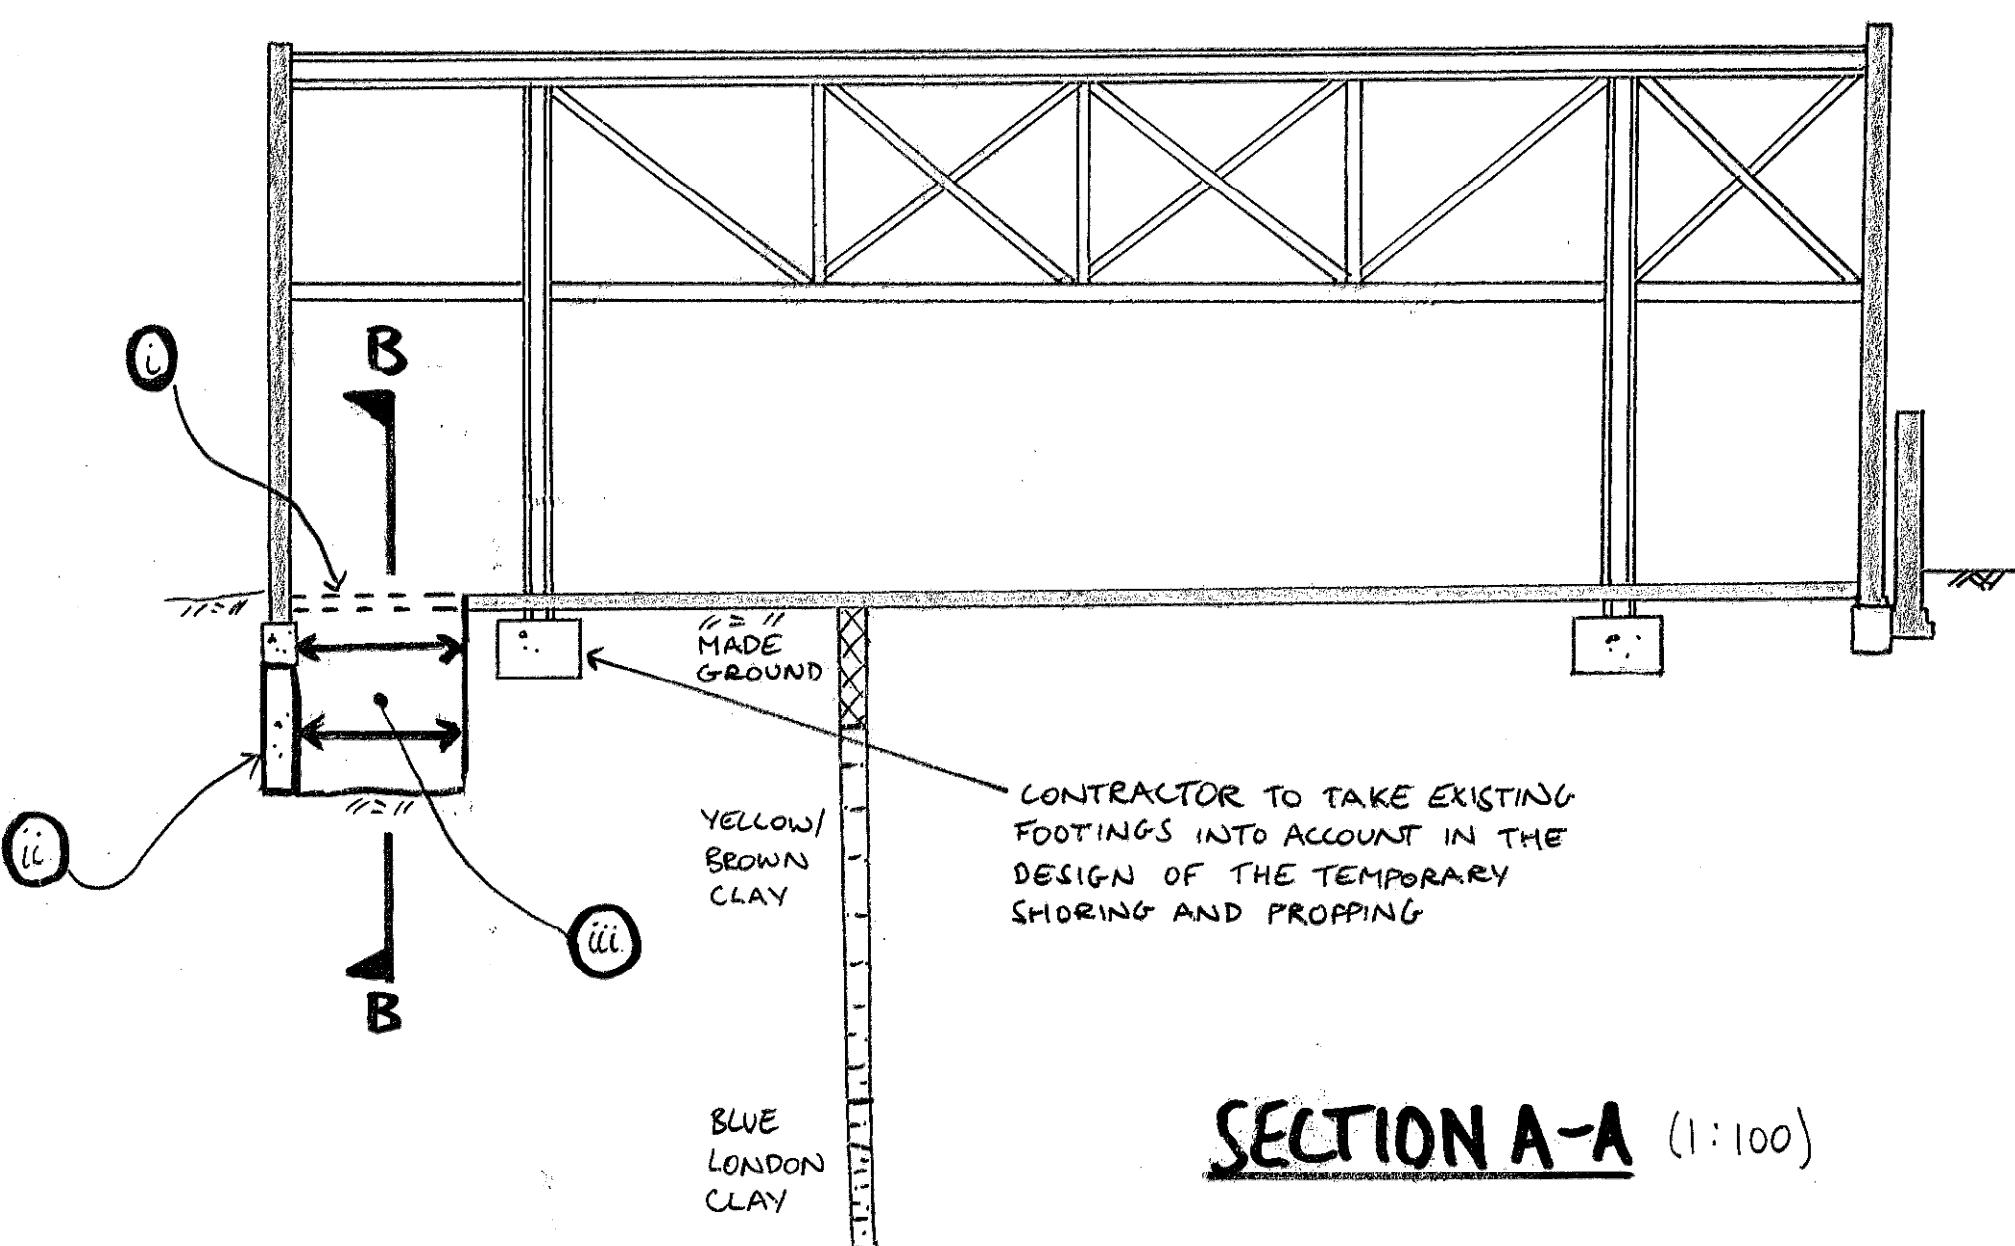 i
B
MADE
GROUND
CONTRACTOR TO TAKE EXISTING
FOOTINGS INTO ACCOUNT IN THE
DESIGN OF THE TEMPORARY
SHORING AND PROPPING
YELLOW/
BROWN
CLAY
ii
iii
B
BLUE
LONDON
CLAY
SECTION A-A (1:100)